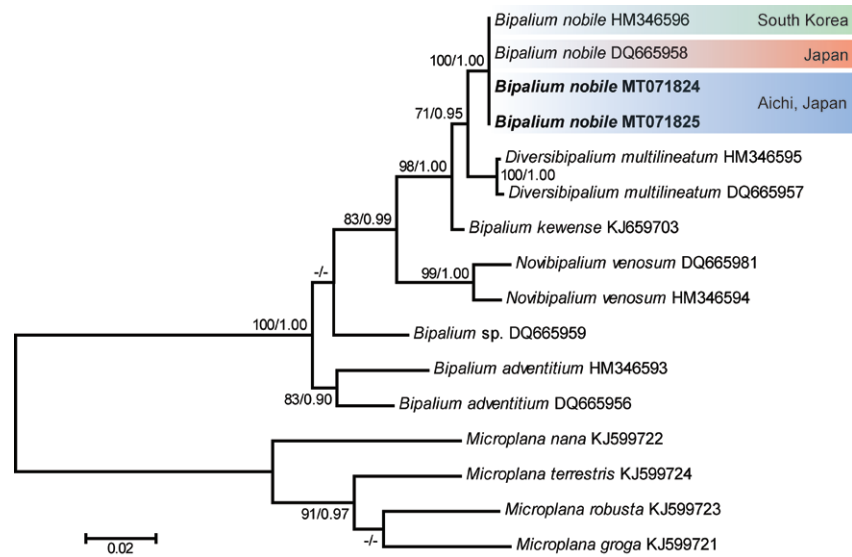 Bipalium nobile HM346596 South Korea
Bipalium nobile DQ665958 Japan
100/1.00
Bipalium nobile MT071824
Aichi, Japan
71/0.95
Bipalium nobile MT071825
Diversibipalium multilineatum HM346595
98/1.00
100/1.00
Diversibipalium multilineatum DQ665957
83/0.99
Bipalium kewense KJ659703
-/-
Novibipalium venosum DQ665981
99/1.00
Novibipalium venosum HM346594
100/1.00
Bipalium sp. DQ665959
Bipalium adventitium HM346593
83/0.90
Bipalium adventitium DQ665956
Microplana nana KJ599722
Microplana terrestris KJ599724
91/0.97
Microplana robusta KJ599723
-/-
0.02
Microplana groga KJ599721